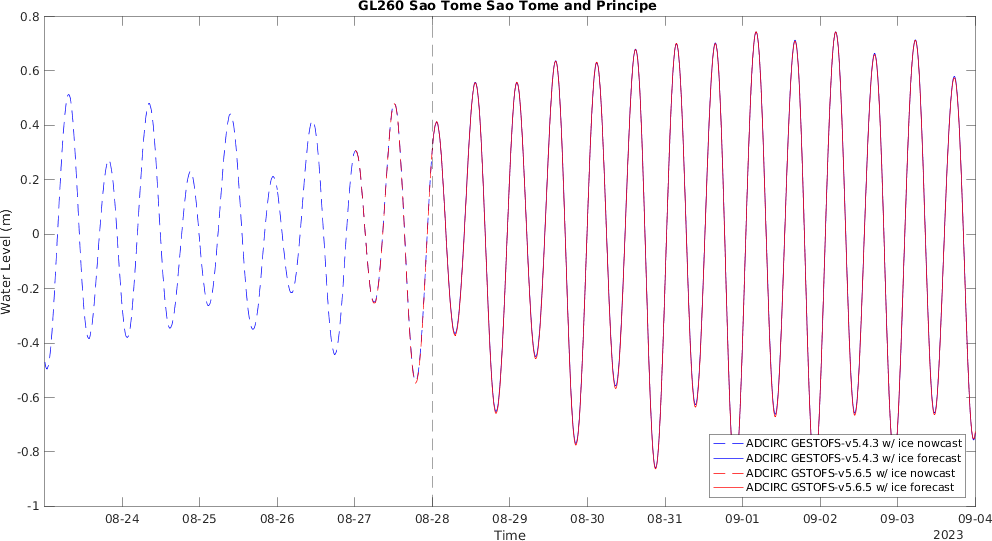 GL260 Sao Tome Sao Tome and Principe
0.8
0.6
0.4
0.2
0
-0.2
-0.4
-0.6
-0.8
-1
Water Level (m)
ADCIRC GESTOFS-v5.4.3 w/ ice nowcast
ADCIRC GESTOFS-v5.4.3 w/ ice forecast
ADCIRC GSTOFS-v5.6.5 w/ ice nowcast
ADCIRC GSTOFS-v5.6.5 w/ ice forecast
08-24 08-25 08-26 08-27 08-28 08-29 08-30 08-31 09-01 09-02 09-03 09-04
Time
2023